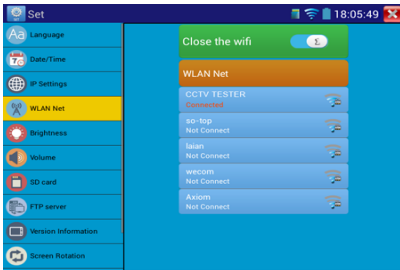 Set
18:05:49
Language
Date/Time
IP Settings
WLAN Net
Brightness
Volume
SD card
FTP server
Version Information
Screen Rotation
Close the wifi
WLAN Net
CCTV TESTER
Connected
so-top
Not Connect
laian
Not Connect
wecom
Not Connect
Axiom
Not Connect